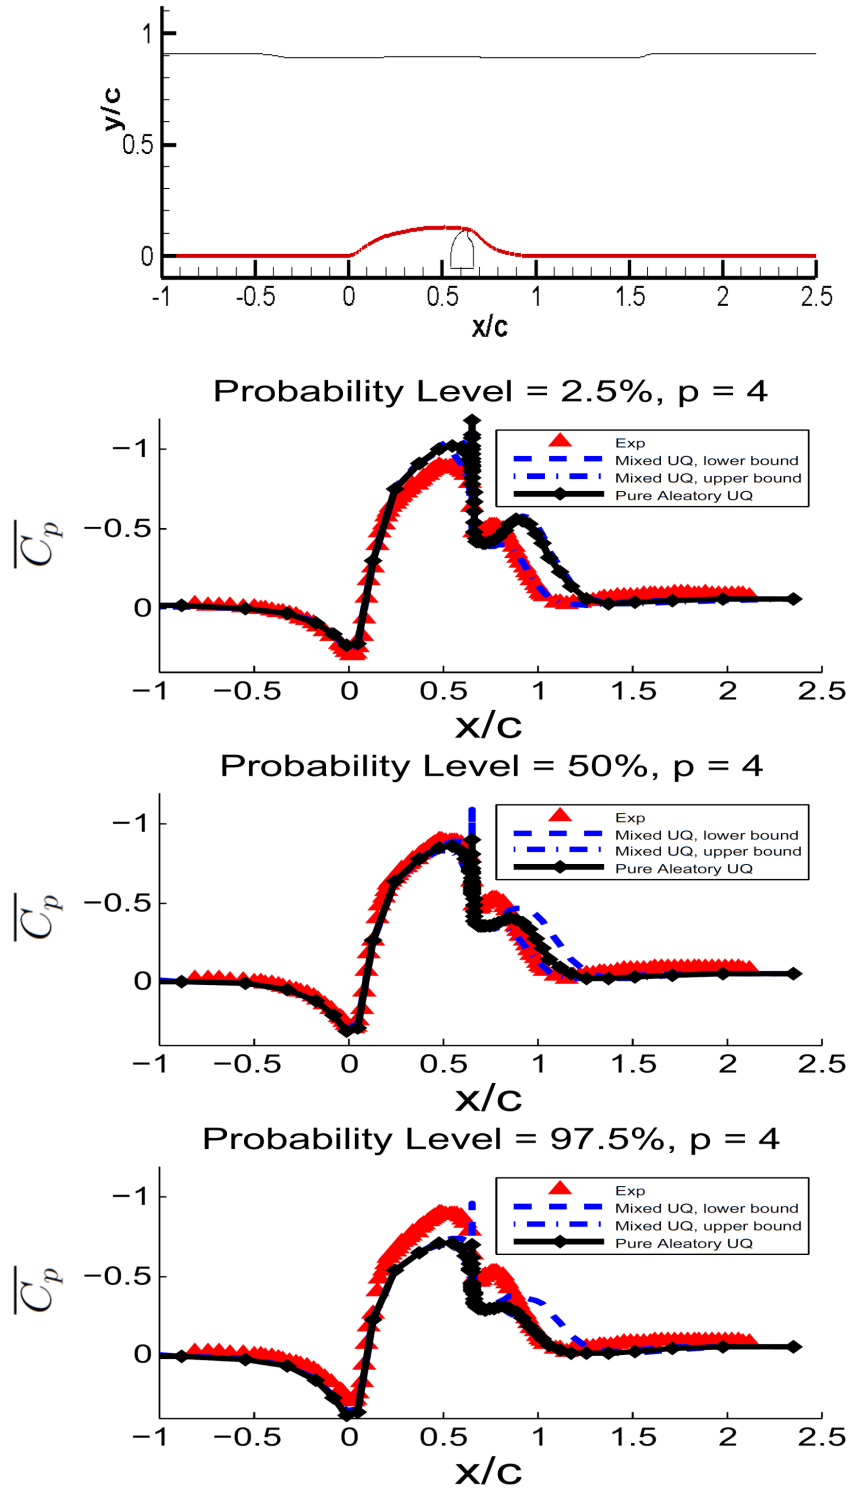 1
y/c
0.5
0
-1 -0.5 0 0.5 1 1.5 2 2.5
x/c
Probability Level = 2.5%, p = 4
−1
−0.5
0
Exp
Mixed UQ, lower bound
Mixed UQ, upper bound
Pure Aleatory UQ
C_p
−1 −0.5 0 0.5 1 1.5 2 2.5
x/c
Probability Level = 50%, p = 4
−1
−0.5
0
Exp
Mixed UQ, lower bound
Mixed UQ, upper bound
Pure Aleatory UQ
C_p
−1 −0.5 0 0.5 1 1.5 2 2.5
x/c
Probability Level = 97.5%, p = 4
−1
−0.5
0
Exp
Mixed UQ, lower bound
Mixed UQ, upper bound
Pure Aleatory UQ
C_p
−1 −0.5 0 0.5 1 1.5 2 2.5
x/c